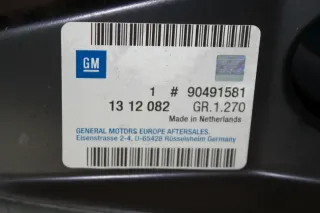 GM
1 # 90491581
13 12 082 GR.1.270
Made in Netherlands
GENERAL MOTORS EUROPE AFTERSALES.
Eisenstrasse 2-4, D-65428 Rüsselsheim Germany